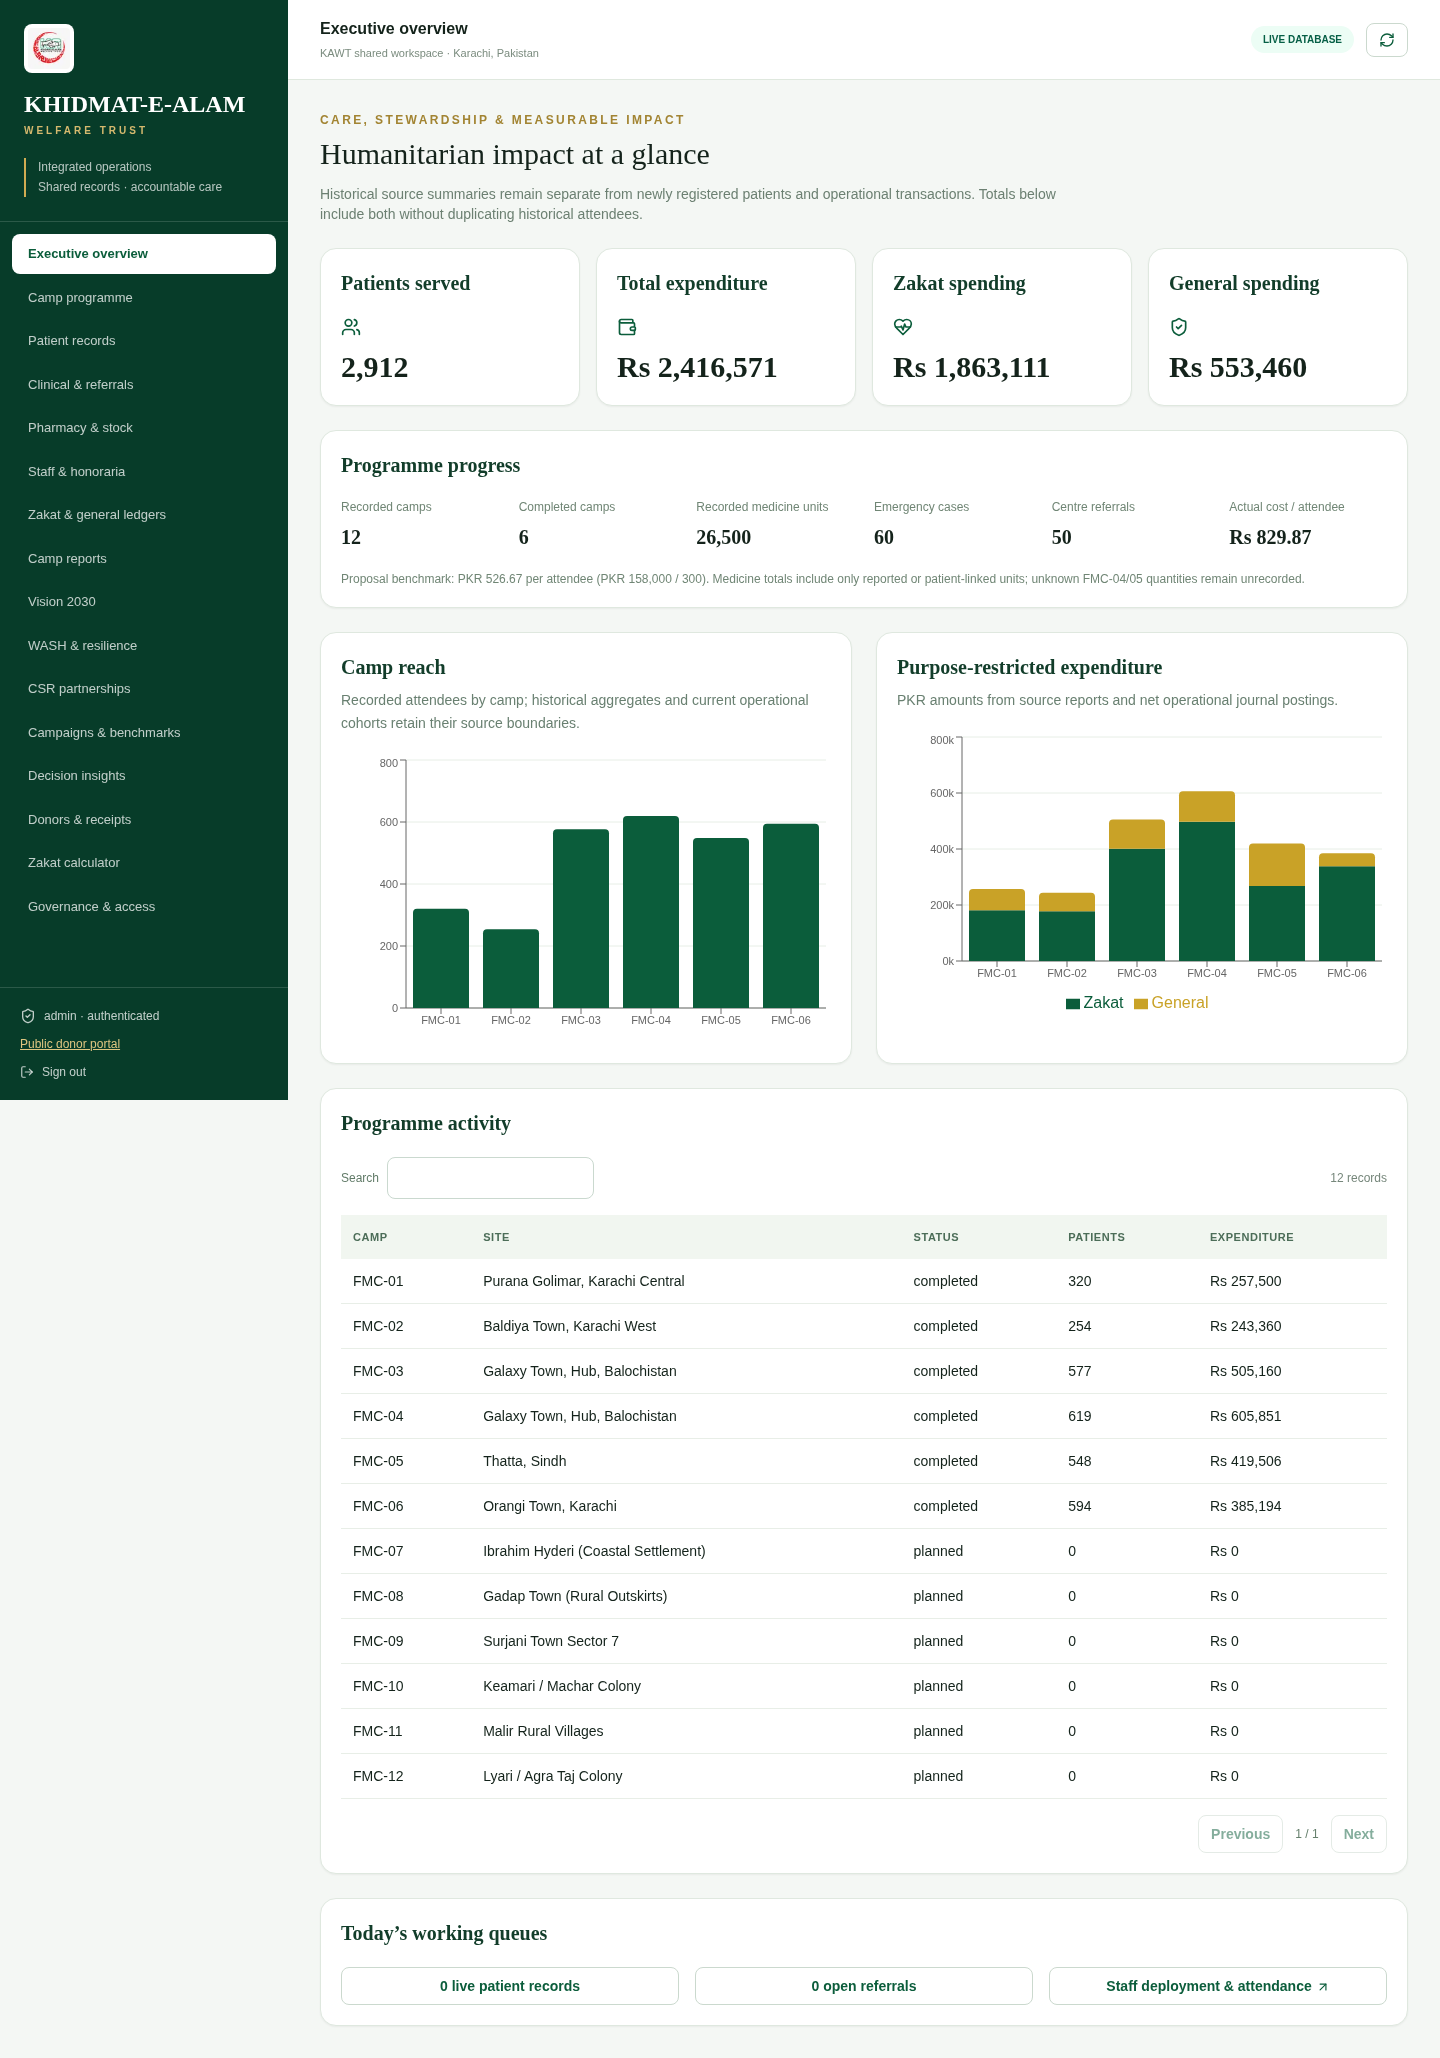 KHIDMAT-E-ALAM
WELFARE TRUST
Integrated operations
Shared records · accountable care
Executive overview
Camp programme
Patient records
Clinical & referrals
Pharmacy & stock
Staff & honoraria
Zakat & general ledgers
Camp reports
Vision 2030
WASH & resilience
CSR partnerships
Campaigns & benchmarks
Decision insights
Donors & receipts
Zakat calculator
Governance & access
admin · authenticated
Public donor portal
Sign out
Executive overview
KAWT shared workspace · Karachi, Pakistan
LIVE DATABASE
CARE, STEWARDSHIP & MEASURABLE IMPACT
Humanitarian impact at a glance
Historical source summaries remain separate from newly registered patients and operational transactions. Totals below
include both without duplicating historical attendees.
Patients served
2,912
Total expenditure
Rs 2,416,571
Zakat spending
Rs 1,863,111
General spending
Rs 553,460
Programme progress
Recorded camps
12
Completed camps
6
Recorded medicine units
26,500
Emergency cases
60
Centre referrals
50
Actual cost / attendee
Rs 829.87
Proposal benchmark: PKR 526.67 per attendee (PKR 158,000 / 300). Medicine totals include only reported or patient-linked units; unknown FMC-04/05 quantities remain unrecorded.
Camp reach
Recorded attendees by camp; historical aggregates and current operational
cohorts retain their source boundaries.
800
600
400
200
0
FMC-01 FMC-02 FMC-03 FMC-04 FMC-05 FMC-06
Purpose-restricted expenditure
PKR amounts from source reports and net operational journal postings.
800k
600k
400k
200k
0k
FMC-01 FMC-02 FMC-03 FMC-04 FMC-05 FMC-06
Zakat General
Programme activity
Search
12 records
CAMP SITE STATUS PATIENTS EXPENDITURE
FMC-01 Purana Golimar, Karachi Central completed 320 Rs 257,500
FMC-02 Baldiya Town, Karachi West completed 254 Rs 243,360
FMC-03 Galaxy Town, Hub, Balochistan completed 577 Rs 505,160
FMC-04 Galaxy Town, Hub, Balochistan completed 619 Rs 605,851
FMC-05 Thatta, Sindh completed 548 Rs 419,506
FMC-06 Orangi Town, Karachi completed 594 Rs 385,194
FMC-07 Ibrahim Hyderi (Coastal Settlement) planned 0 Rs 0
FMC-08 Gadap Town (Rural Outskirts) planned 0 Rs 0
FMC-09 Surjani Town Sector 7 planned 0 Rs 0
FMC-10 Keamari / Machar Colony planned 0 Rs 0
FMC-11 Malir Rural Villages planned 0 Rs 0
FMC-12 Lyari / Agra Taj Colony planned 0 Rs 0
Previous 1 / 1 Next
Today’s working queues
0 live patient records
0 open referrals
Staff deployment & attendance